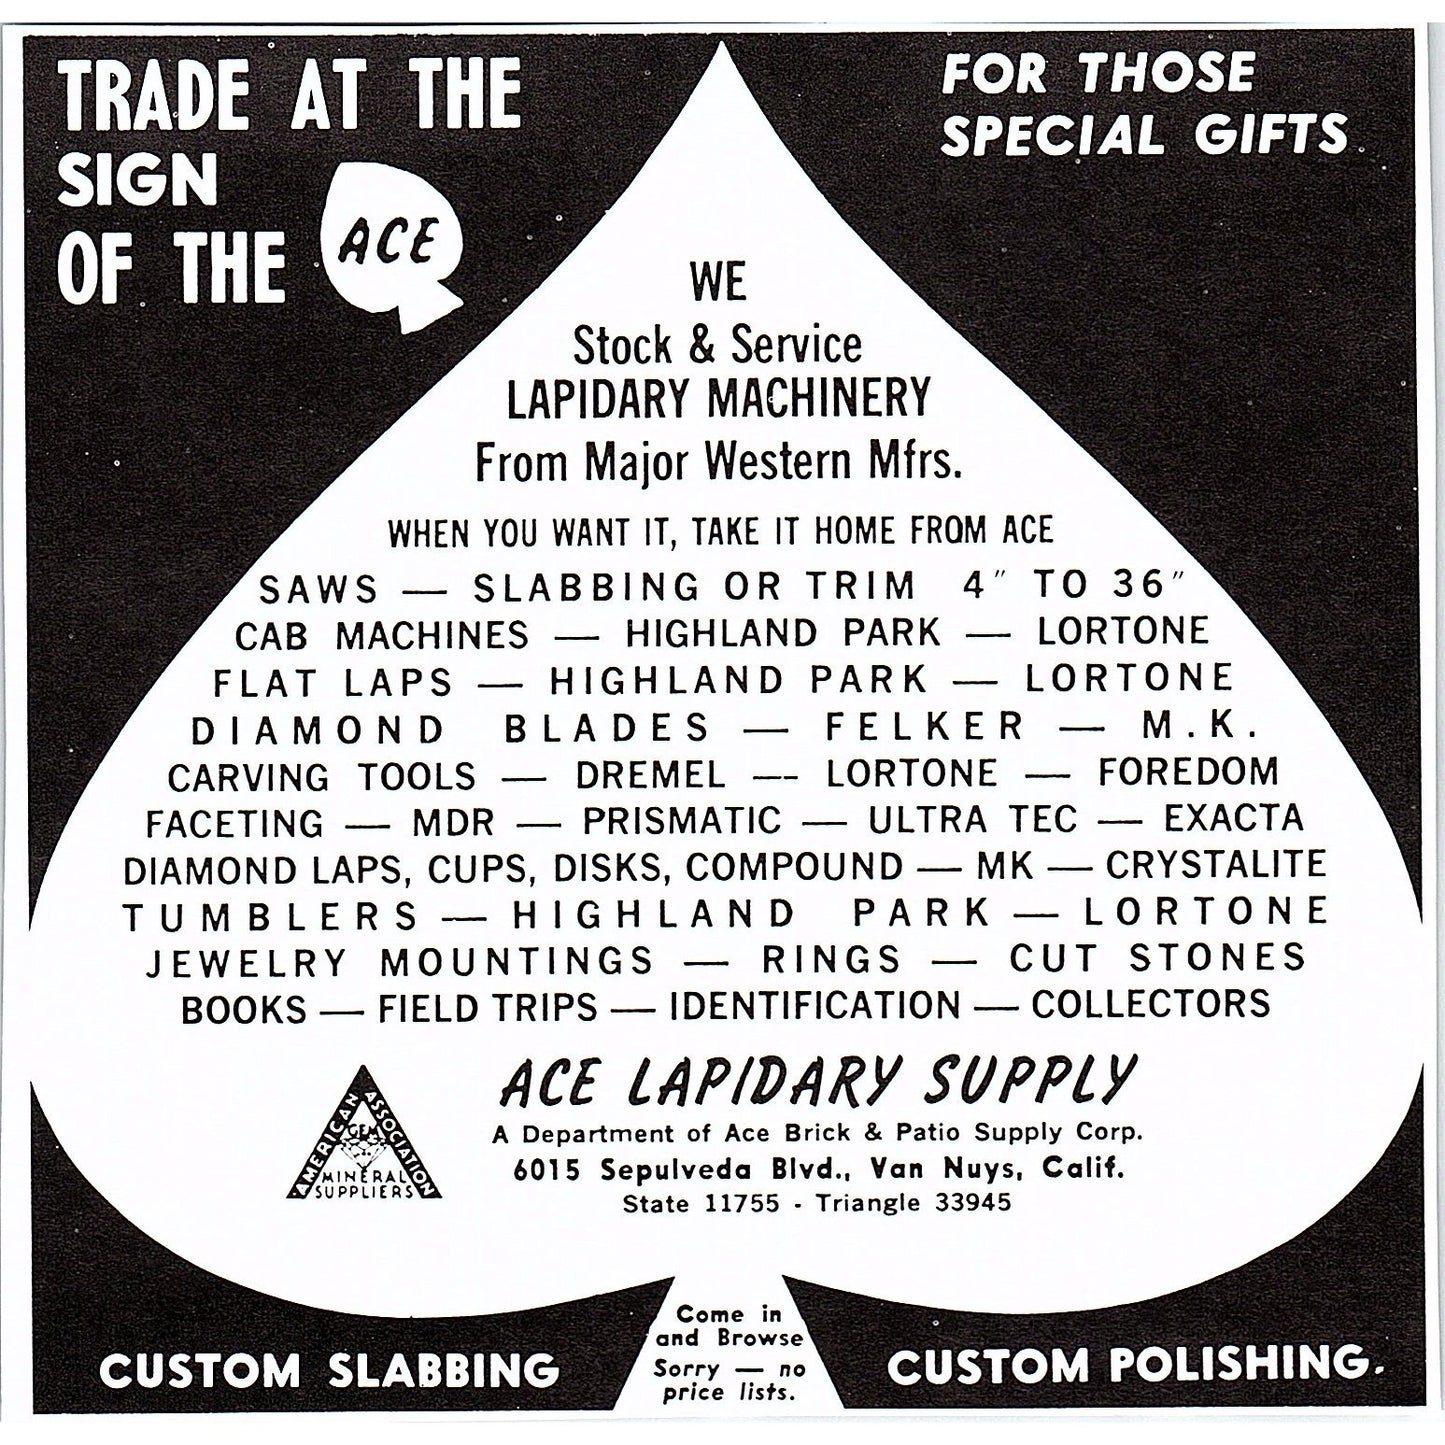 TRADE AT THE
SIGN
OF THE
ACE
FOR THOSE
SPECIAL GIFTS
WE
Stock & Service
LAPIDARY MACHINERY
From Major Western Mfrs.
WHEN YOU WANT IT, TAKE IT HOME FROM ACE
SAWS — SLABBING OR TRIM 4" TO 36"
CAB MACHINES — HIGHLAND PARK — LORTONE
FLAT LAPS — HIGHLAND PARK — LORTONE
DIAMOND BLADES — FELKER — M.K.
CARVING TOOLS — DREMEL -- LORTONE — FOREDOM
FACETING — MDR — PRISMATIC — ULTRA TEC — EXACTA
DIAMOND LAPS, CUPS, DISKS, COMPOUND — MK — CRYSTALITE
TUMBLERS — HIGHLAND PARK — LORTONE
JEWELRY MOUNTINGS — RINGS — CUT STONES
BOOKS — FIELD TRIPS — IDENTIFICATION — COLLECTORS
AMERICAN
ASSOCIATION
GEM
MINERAL
SUPPLIERS
ACE LAPIDARY SUPPLY
A Department of Ace Brick & Patio Supply Corp.
6015 Sepulveda Blvd., Van Nuys, Calif.
State 11755 - Triangle 33945
Come in
and Browse
Sorry — no
price lists.
CUSTOM SLABBING
CUSTOM POLISHING.